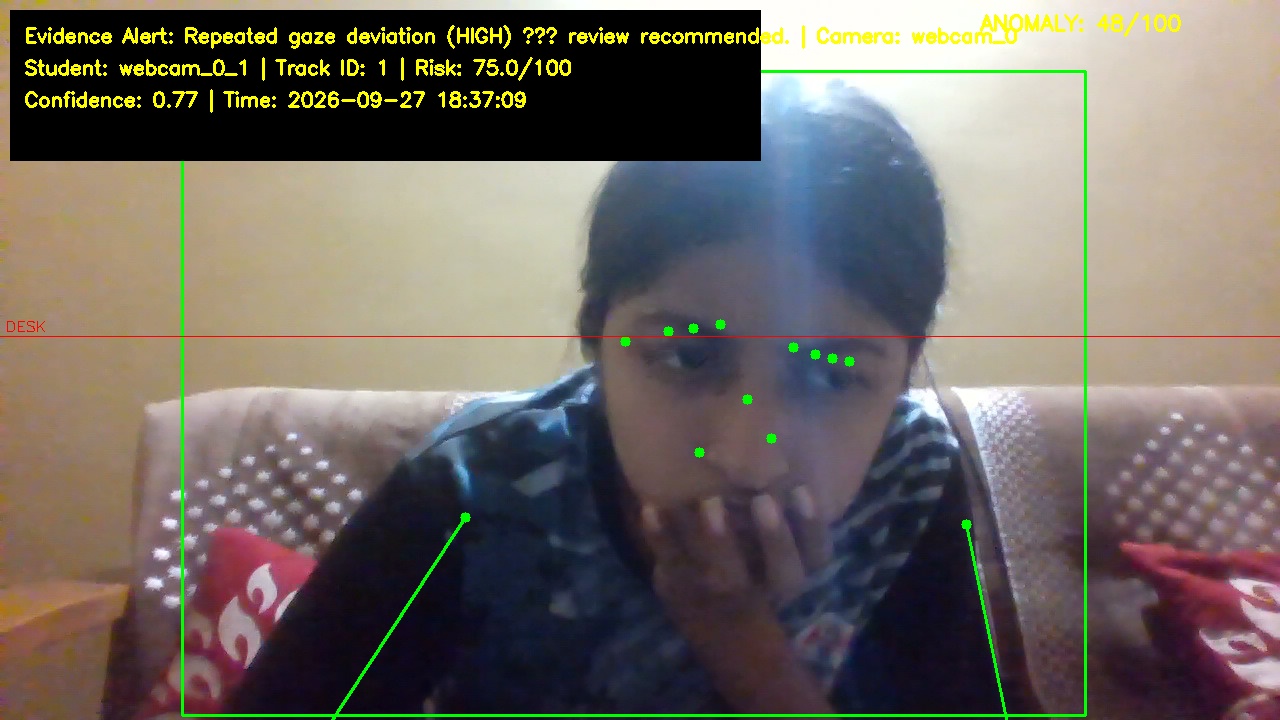 Evidence Alert: Repeated gaze deviation (HIGH) ??? review recommended. | Camera: webcam_0
ANOMALY: 48/100
Student: webcam_0_1 | Track ID: 1 | Risk: 75.0/100
Confidence: 0.77 | Time: 2026-09-27 18:37:09
DESK